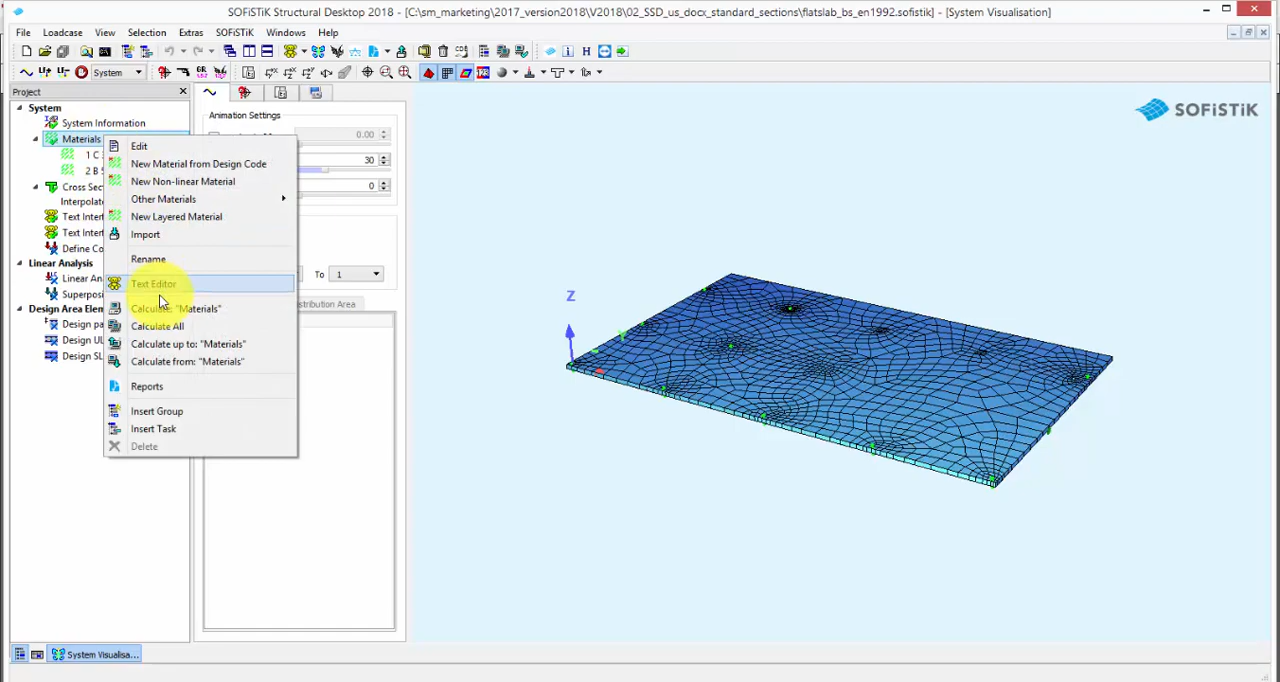 SOFiSTiK Structural Desktop 2018 - [C:\sm_marketing\2017_version2018\V2018\02_SSD_us_docx_standard_sections\flatslab_bs_en1992.sofistik] - [System Visualisation]
File Loadcase View Selection Extras SOFiSTiK Windows Help
System
Project
System
System Information
Materials
1 C
2 B
Cross Sec
Interpolate
Text Inter
Text Inter
Define Co
Linear Analysis
Linear Ana
Superpos
Design Area Elem
Design pa
Design UL
Design SL
Edit
New Material from Design Code
New Non-linear Material
Other Materials
New Layered Material
Import
Rename
Text Editor
Calculate: "Materials"
Calculate All
Calculate up to: "Materials"
Calculate from: "Materials"
Reports
Insert Group
Insert Task
Delete
Animation Settings
0.00
30
0
To 1
stribution Area
Z
Y
SOFiSTiK
System Visualisa...